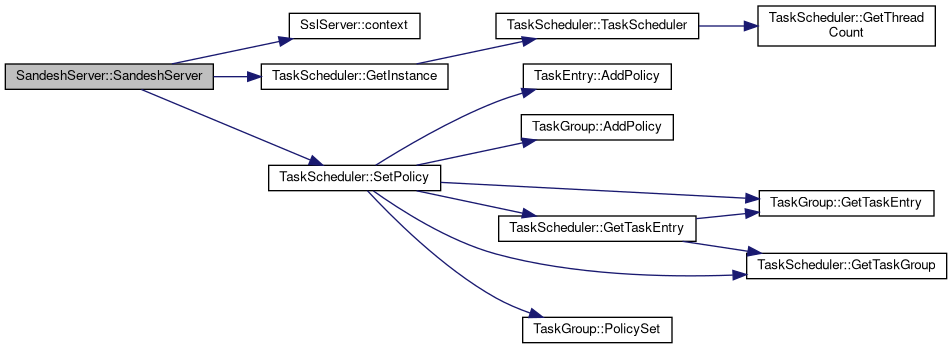 SslServer::context
TaskScheduler::TaskScheduler
TaskScheduler::GetThread
Count
SandeshServer::SandeshServer
TaskScheduler::GetInstance
TaskEntry::AddPolicy
TaskGroup::AddPolicy
TaskScheduler::SetPolicy
TaskGroup::GetTaskEntry
TaskScheduler::GetTaskEntry
TaskScheduler::GetTaskGroup
TaskGroup::PolicySet